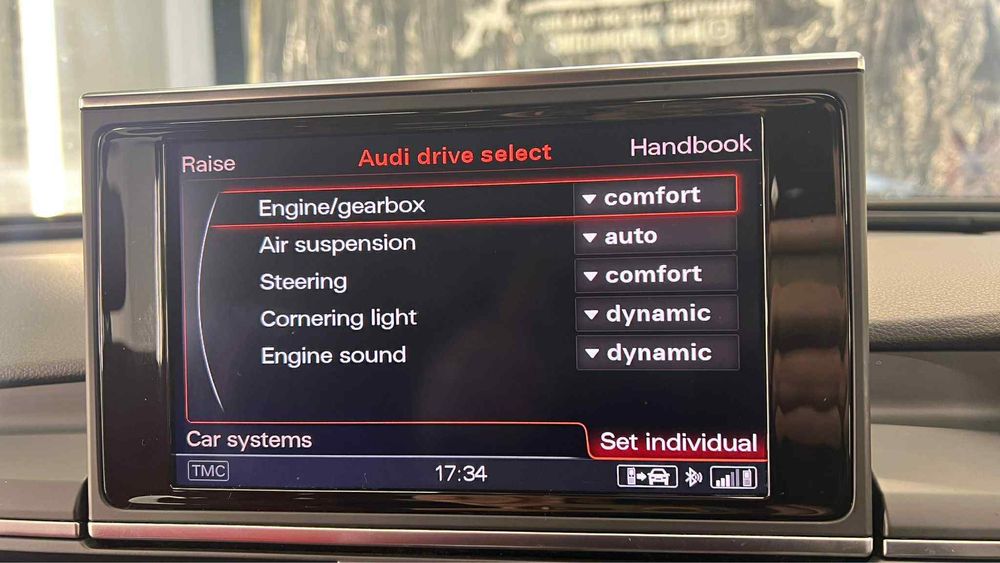 Raise
Audi drive select
Handbook
Engine/gearbox
comfort
Air suspension
auto
Steering
comfort
Cornering light
dynamic
Engine sound
dynamic
Car systems
Set individual
TMC
17:34